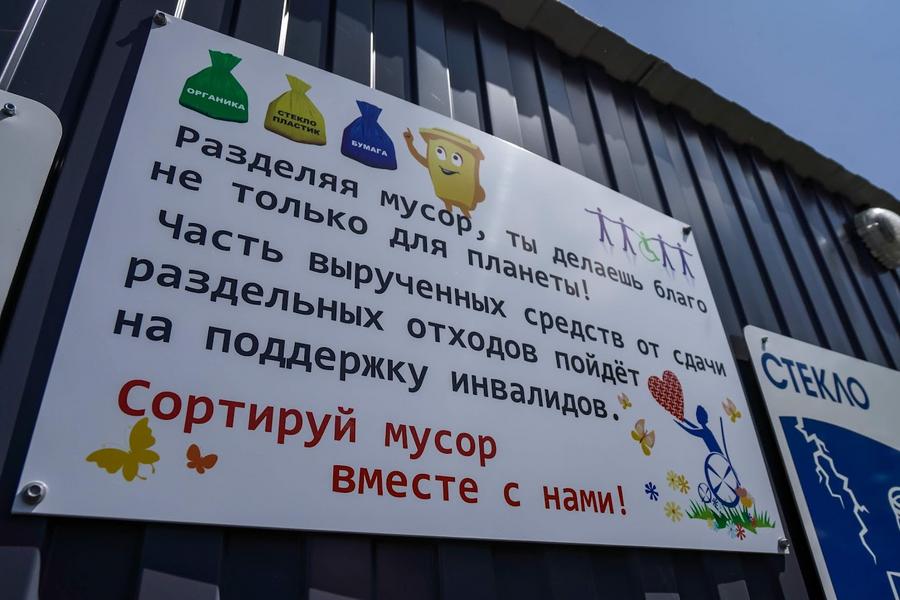 ОРГАНИКА
СТЕКЛО
ПЛАСТИК
БУМАГА
Разделяя мусор, ты делаешь благо
не только для планеты!
Часть вырученных средств от сдачи
раздельных отходов пойдёт
на поддержку инвалидов.
Сортируй мусор
вместе с нами!
СТЕКЛО